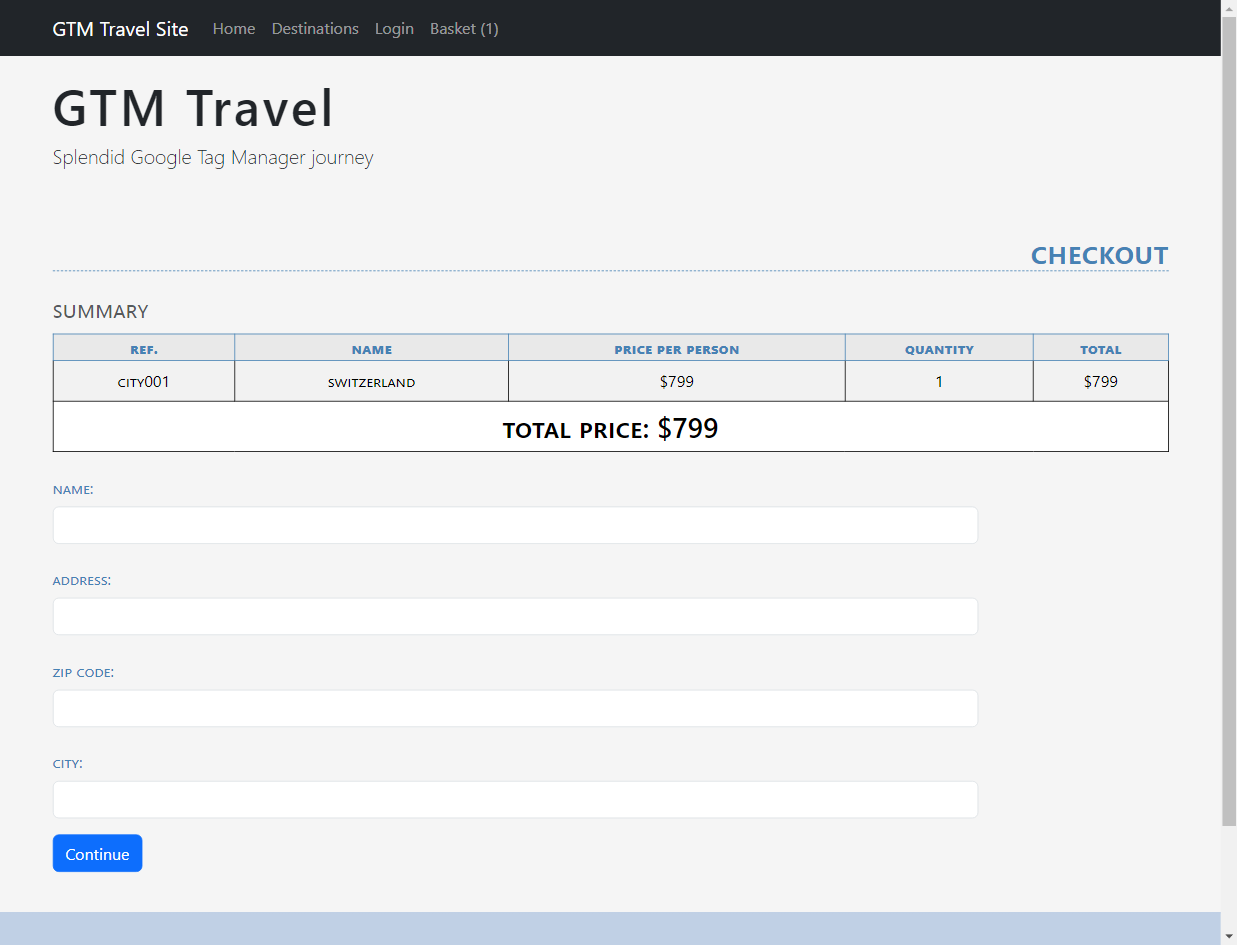 GTM Travel Site Home Destinations Login Basket (1)
GTM Travel
Splendid Google Tag Manager journey
CHECKOUT
SUMMARY
REF. NAME PRICE PER PERSON QUANTITY TOTAL
CITY001 SWITZERLAND $799 1 $799
TOTAL PRICE: $799
NAME:
ADDRESS:
ZIP CODE:
CITY:
Continue